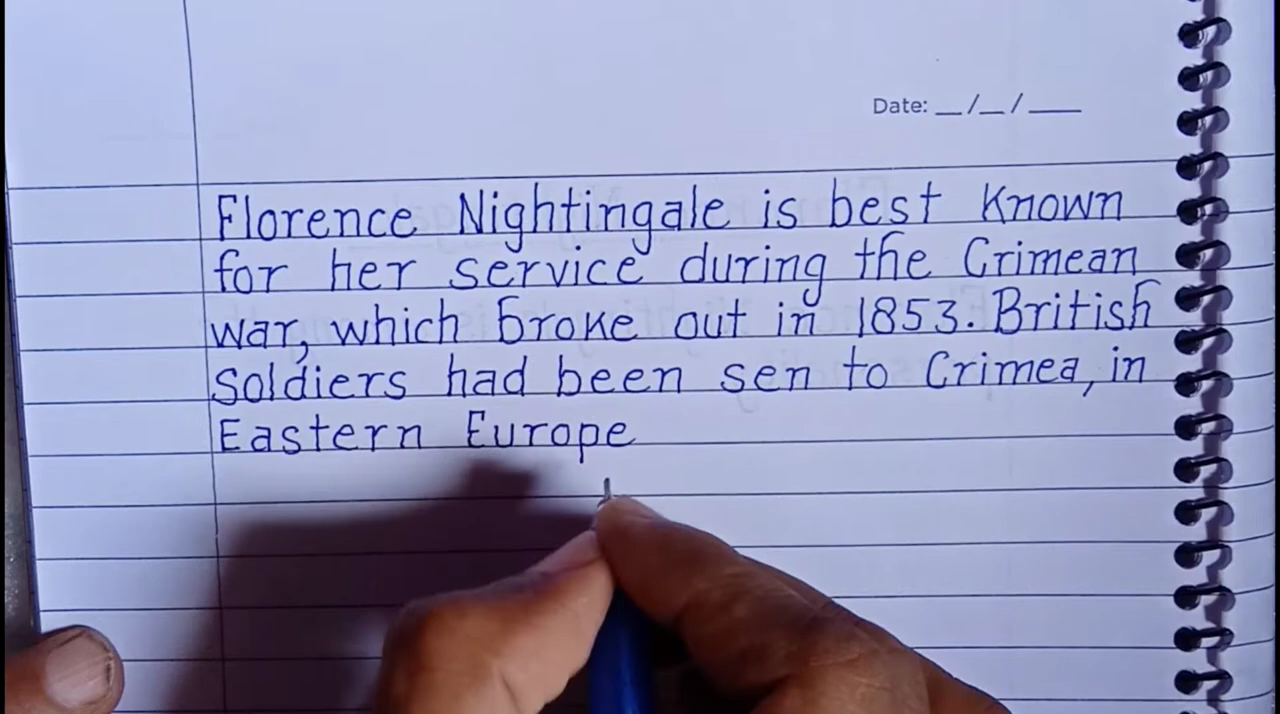 Date: __/__/____
Florence Nightingale is best Known
for her service during the Crimean
war, which broke out in 1853. British
Soldiers had been sen to Crimea, in
Eastern Europe